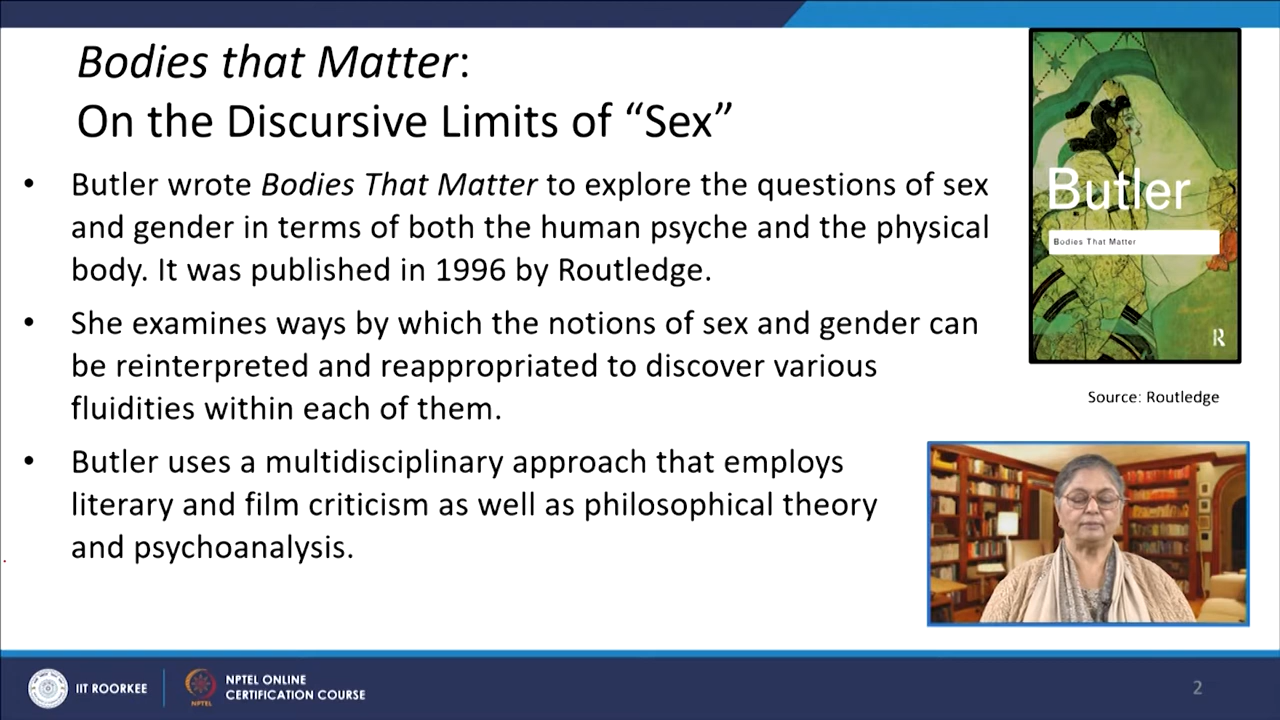 Bodies that Matter:
On the Discursive Limits of “Sex”
• Butler wrote Bodies That Matter to explore the questions of sex
and gender in terms of both the human psyche and the physical
body. It was published in 1996 by Routledge.
• She examines ways by which the notions of sex and gender can
be reinterpreted and reappropriated to discover various
fluidities within each of them.
• Butler uses a multidisciplinary approach that employs
literary and film criticism as well as philosophical theory
and psychoanalysis.
Butler
Bodies That Matter
R
Source: Routledge
IIT ROORKEE
NPTEL
NPTEL ONLINE
CERTIFICATION COURSE
2